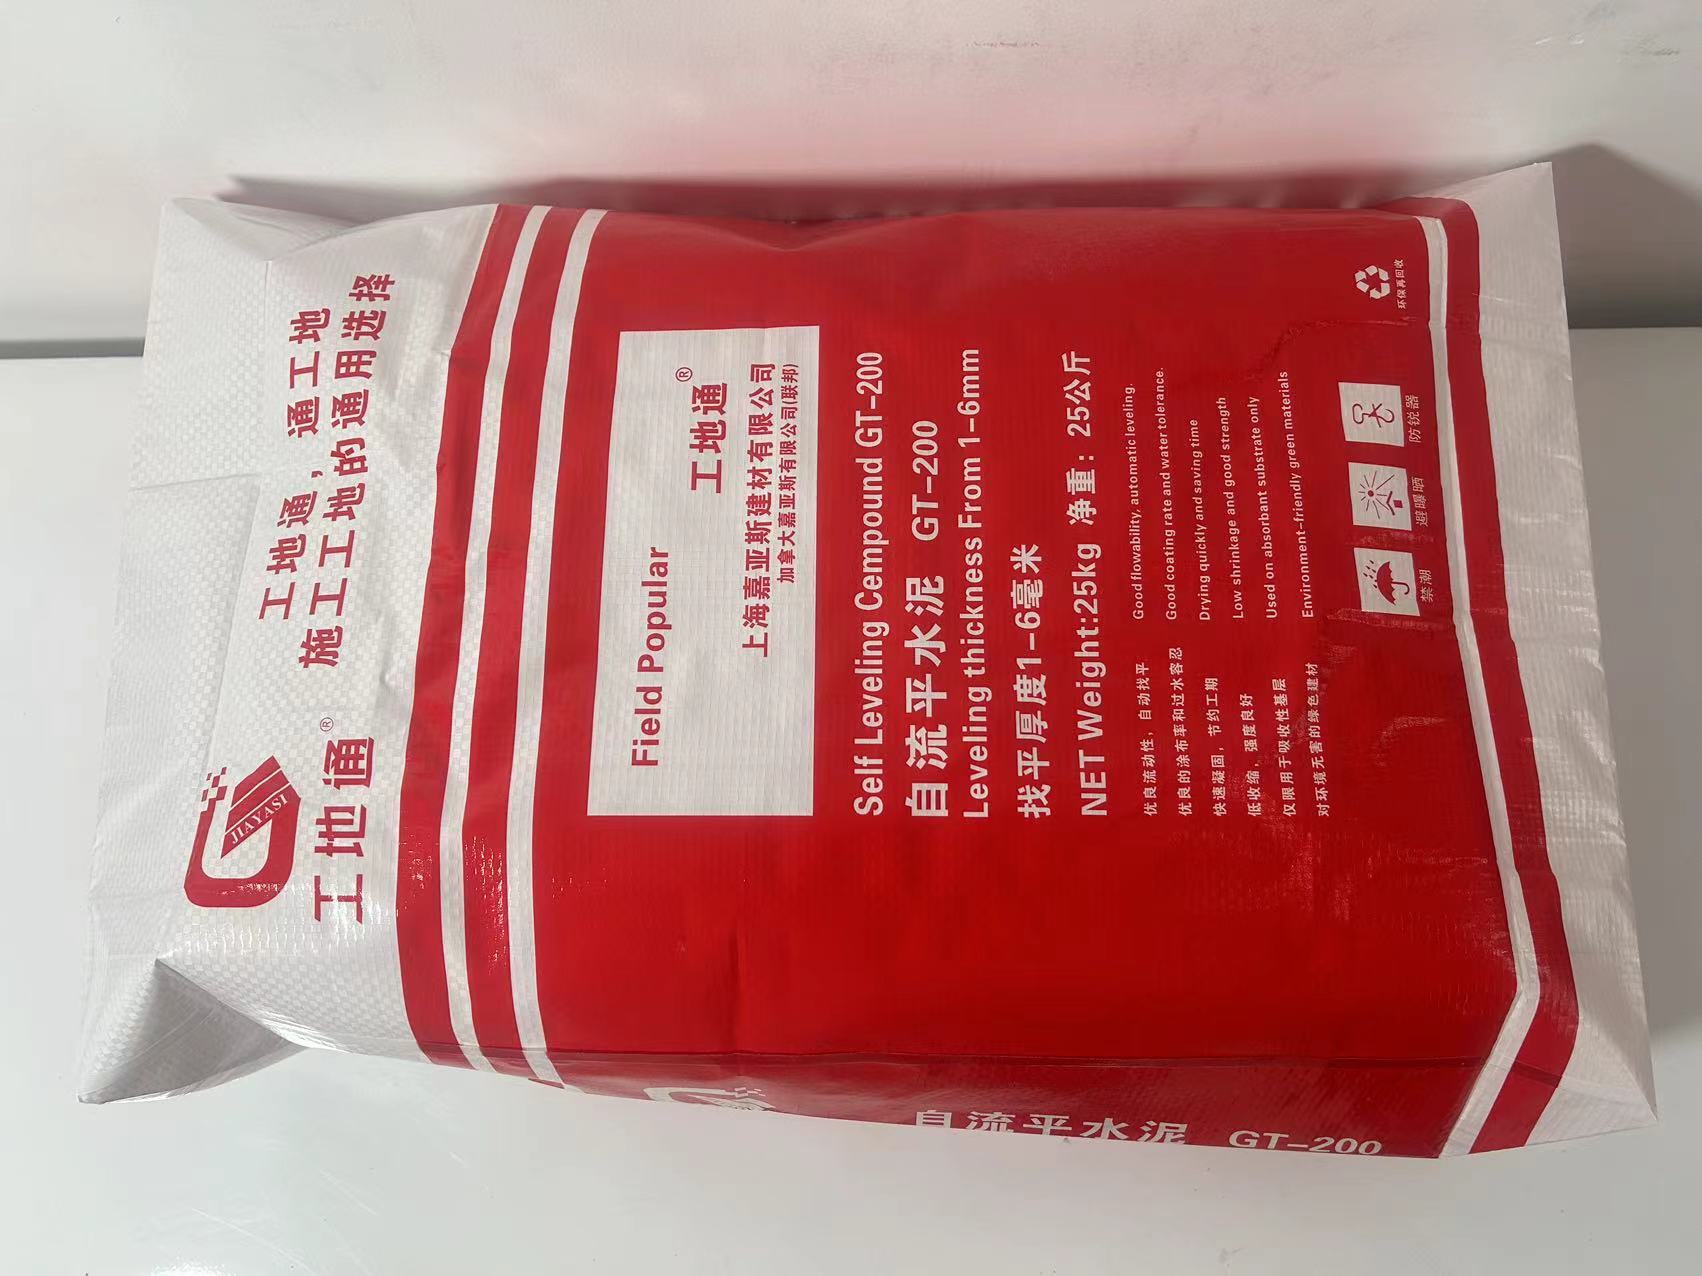 JIAYASI
工地通®
工地通，通工地
施工工地的通用选择
Field Popular
工地通®
上海嘉亚斯建材有限公司
加拿大嘉亚斯有限公司(联邦)
Self Leveling Cempound GT-200
自流平水泥 GT-200
Leveling thickness From 1-6mm
找平厚度1-6毫米
NET Weight:25kg 净重：25公斤
优良流动性，自动找平 Good flowability, automatic leveling.
优良的涂布率和过水容忍 Good coating rate and water tolerance.
快速凝固，节约工期 Drying quickly and saving time
低收缩，强度良好 Low shrinkage and good strength
仅限用于吸收性基层 Used on absorbant substrate only
对环境无害的绿色建材 Environment-friendly green materials
禁潮 避曝晒 防锐器
环保再回收
自流平水泥 GT-200